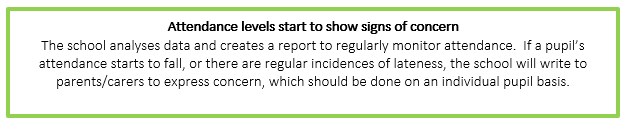 Attendance levels start to show signs of concern
The school analyses data and creates a report to regularly monitor attendance.  If a pupil's
attendance starts to fall, or there are regular incidences of lateness, the school will write to
parents/carers to express concern, which should be done on an individual pupil basis.